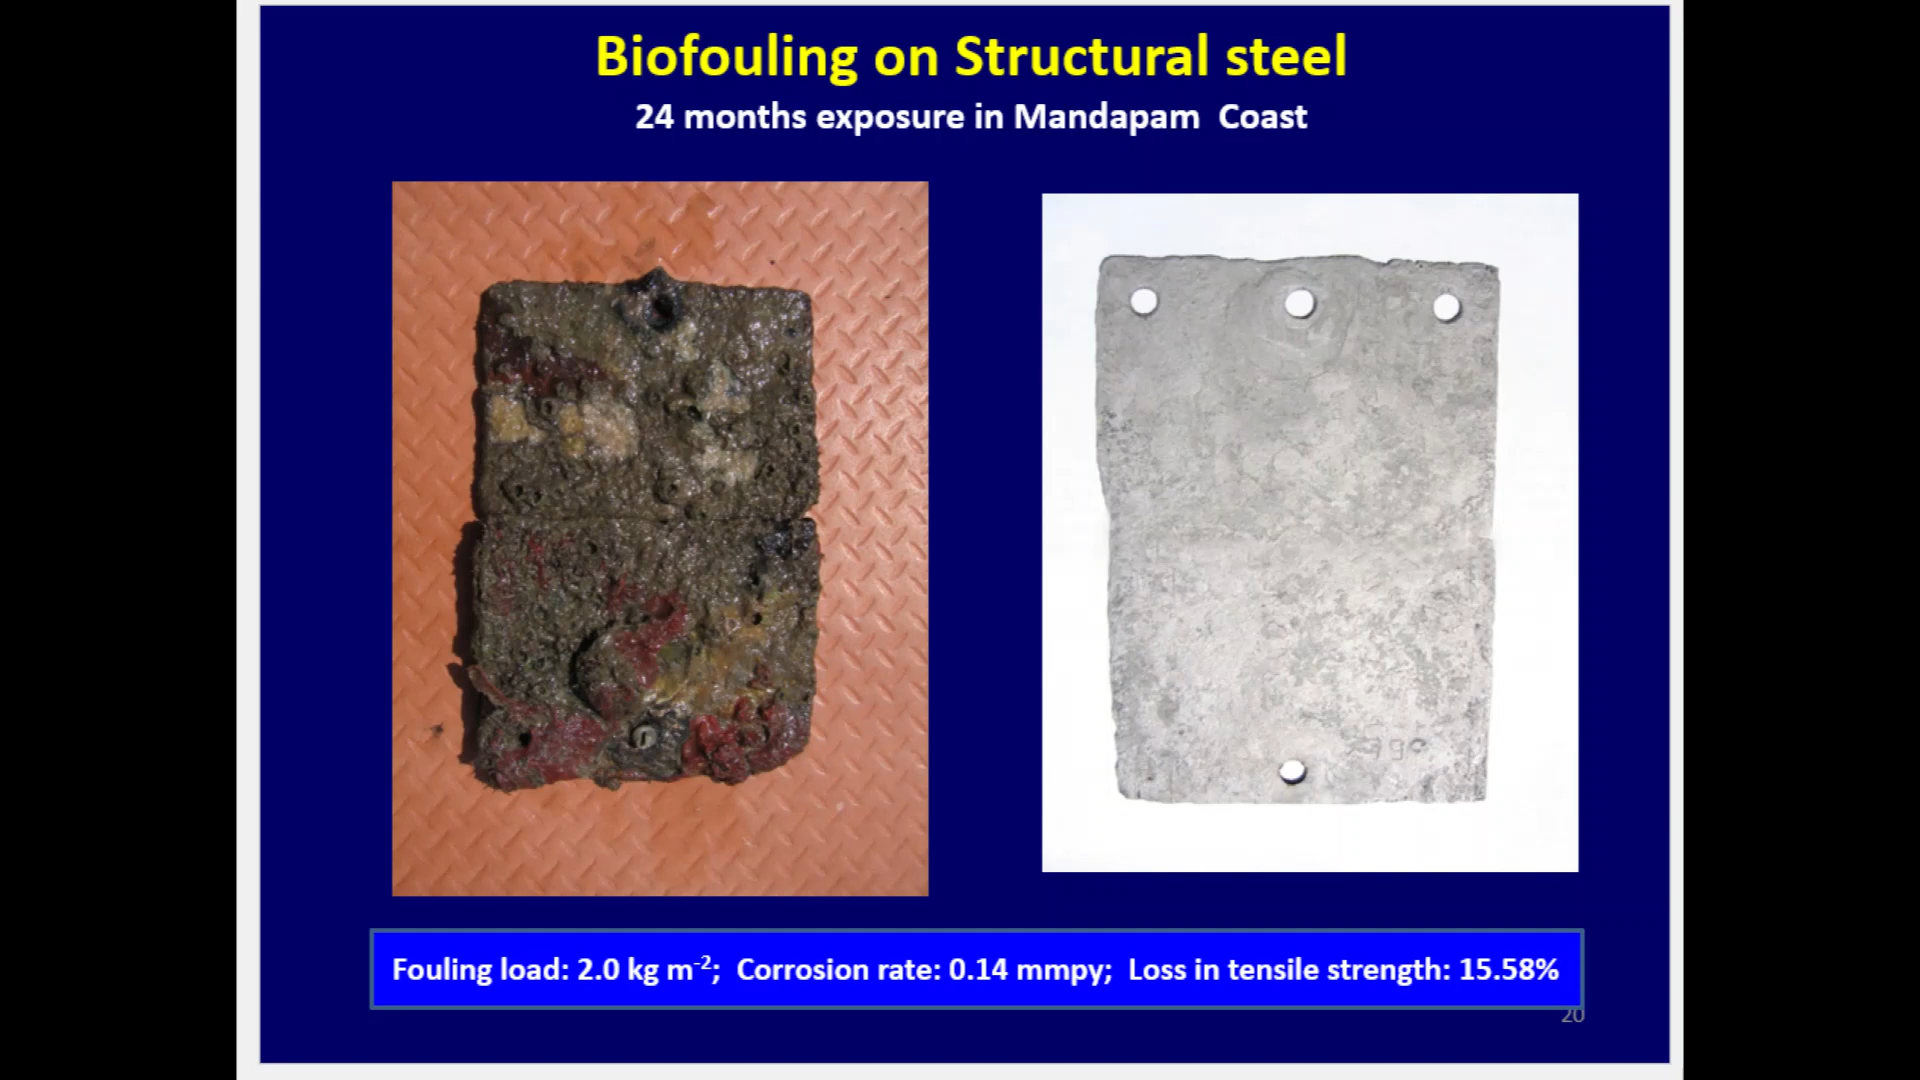 Biofouling on Structural steel
24 months exposure in Mandapam Coast
Fouling load: 2.0 kg m⁻²; Corrosion rate: 0.14 mmpy; Loss in tensile strength: 15.58%
20